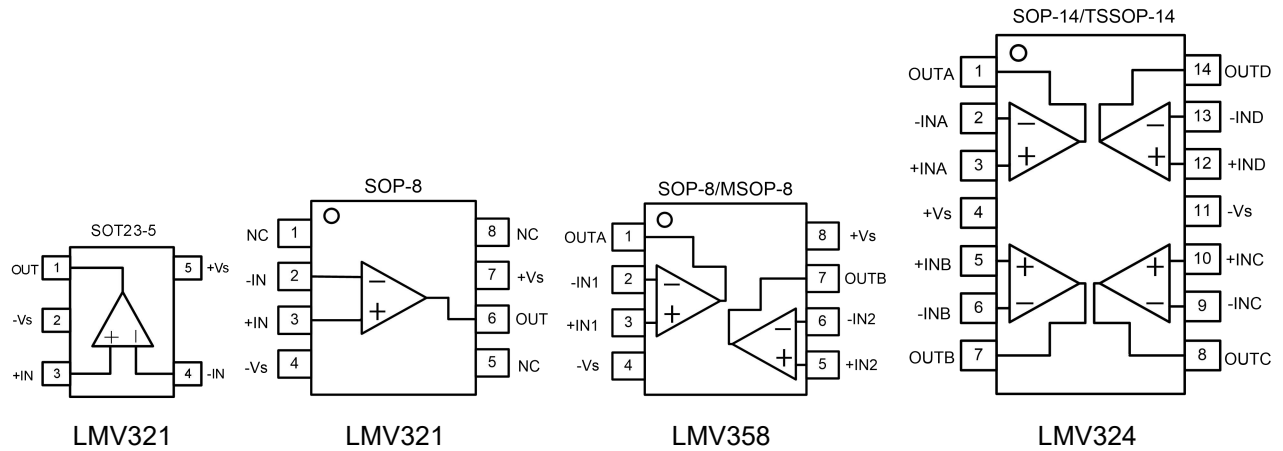 SOT23-5
OUT 1
5 +Vs
-Vs 2
+IN 3
4 -IN
LMV321
SOP-8
NC 1
8 NC
-IN 2
7 +Vs
+IN 3
6 OUT
-Vs 4
5 NC
LMV321
SOP-8/MSOP-8
OUTA 1
8 +Vs
-IN1 2
7 OUTB
+IN1 3
6 -IN2
-Vs 4
5 +IN2
LMV358
SOP-14/TSSOP-14
OUTA 1
14 OUTD
-INA 2
13 -IND
+INA 3
12 +IND
+Vs 4
11 -Vs
+INB 5
10 +INC
-INB 6
9 -INC
OUTB 7
8 OUTC
LMV324